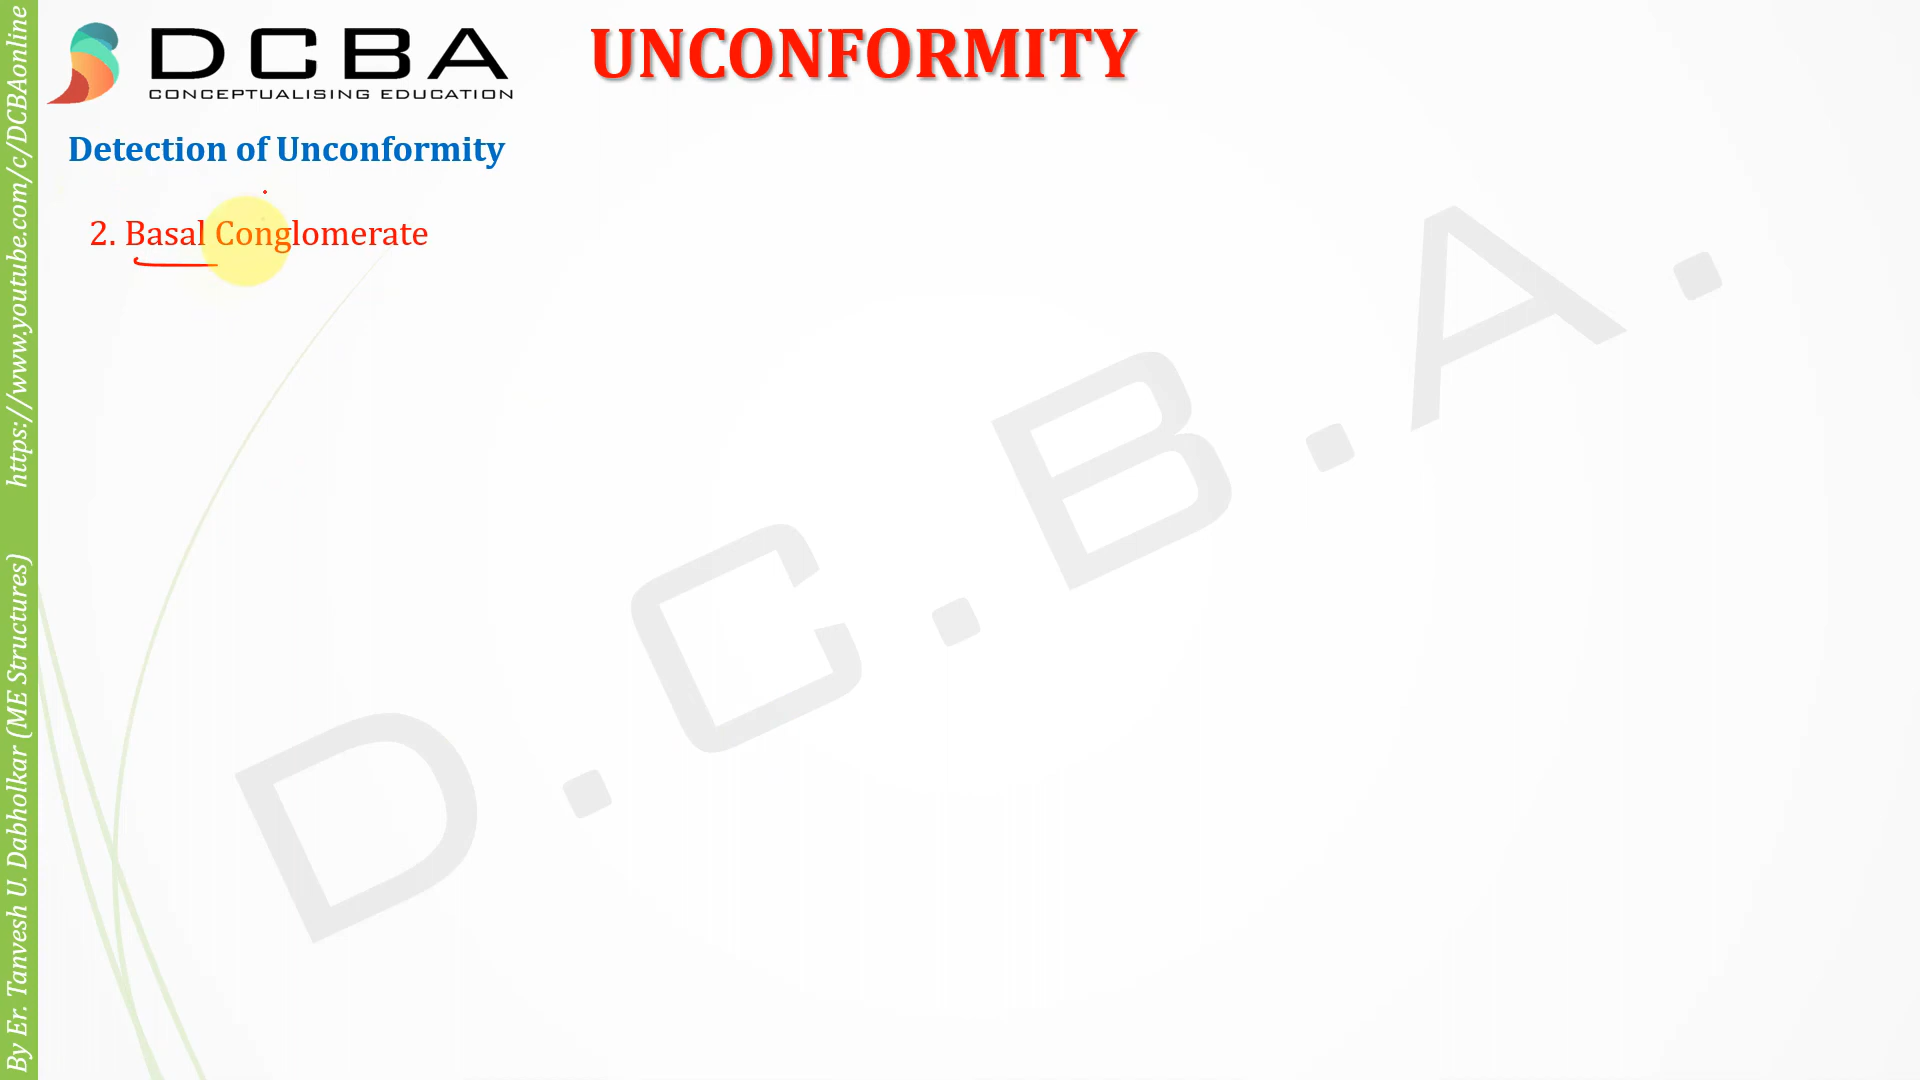 DCBA
CONCEPTUALISING EDUCATION
UNCONFORMITY
Detection of Unconformity
2. Basal Conglomerate
D.C.B.A.
By Er. Tanvesh U. Dabholkar (ME Structures) https://www.youtube.com/c/DCBAonline